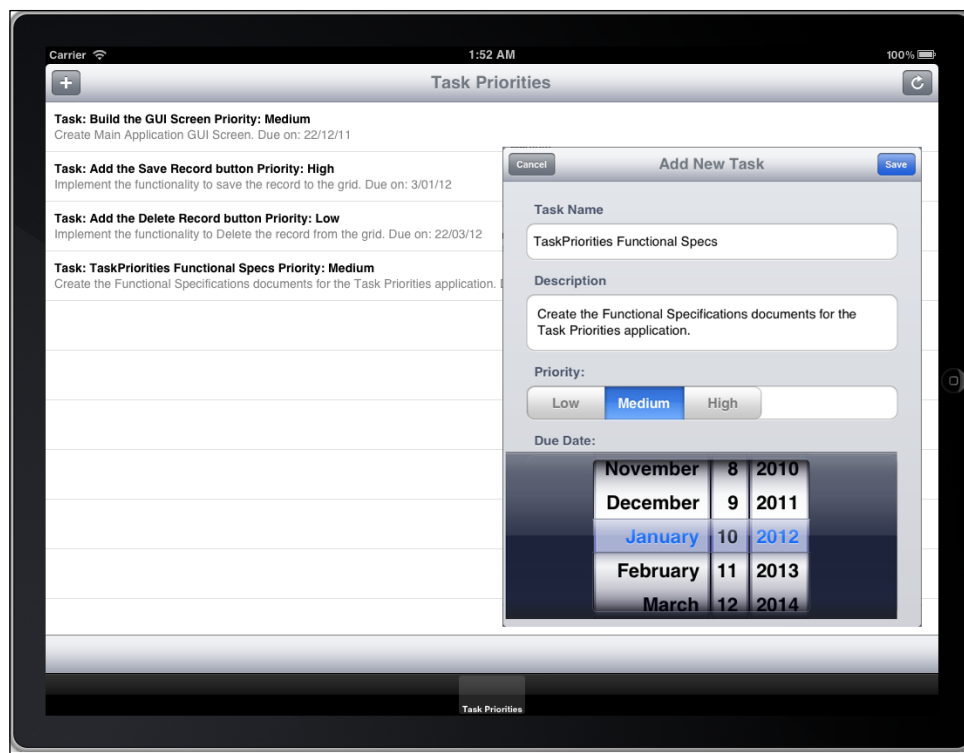 Carrier
1:52 AM
100%
+
Task Priorities
Task: Build the GUI Screen Priority: Medium
Create Main Application GUI Screen. Due on: 22/12/11
Task: Add the Save Record button Priority: High
Implement the functionality to save the record to the grid. Due on: 3/01/12
Task: Add the Delete Record button Priority: Low
Implement the functionality to Delete the record from the grid. Due on: 22/03/12
Task: TaskPriorities Functional Specs Priority: Medium
Create the Functional Specifications documents for the Task Priorities application.
Cancel
Add New Task
Save
Task Name
TaskPriorities Functional Specs
Description
Create the Functional Specifications documents for the
Task Priorities application.
Priority:
Low Medium High
Due Date:
November 8 2010
December 9 2011
January 10 2012
February 11 2013
March 12 2014
Task Priorities